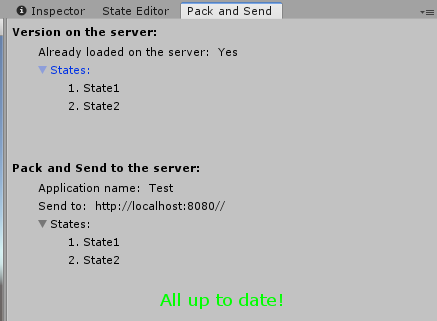 Inspector State Editor Pack and Send
Version on the server:
Already loaded on the server: Yes
States:
1. State1
2. State2
Pack and Send to the server:
Application name: Test
Send to: http://localhost:8080//
States:
1. State1
2. State2
All up to date!